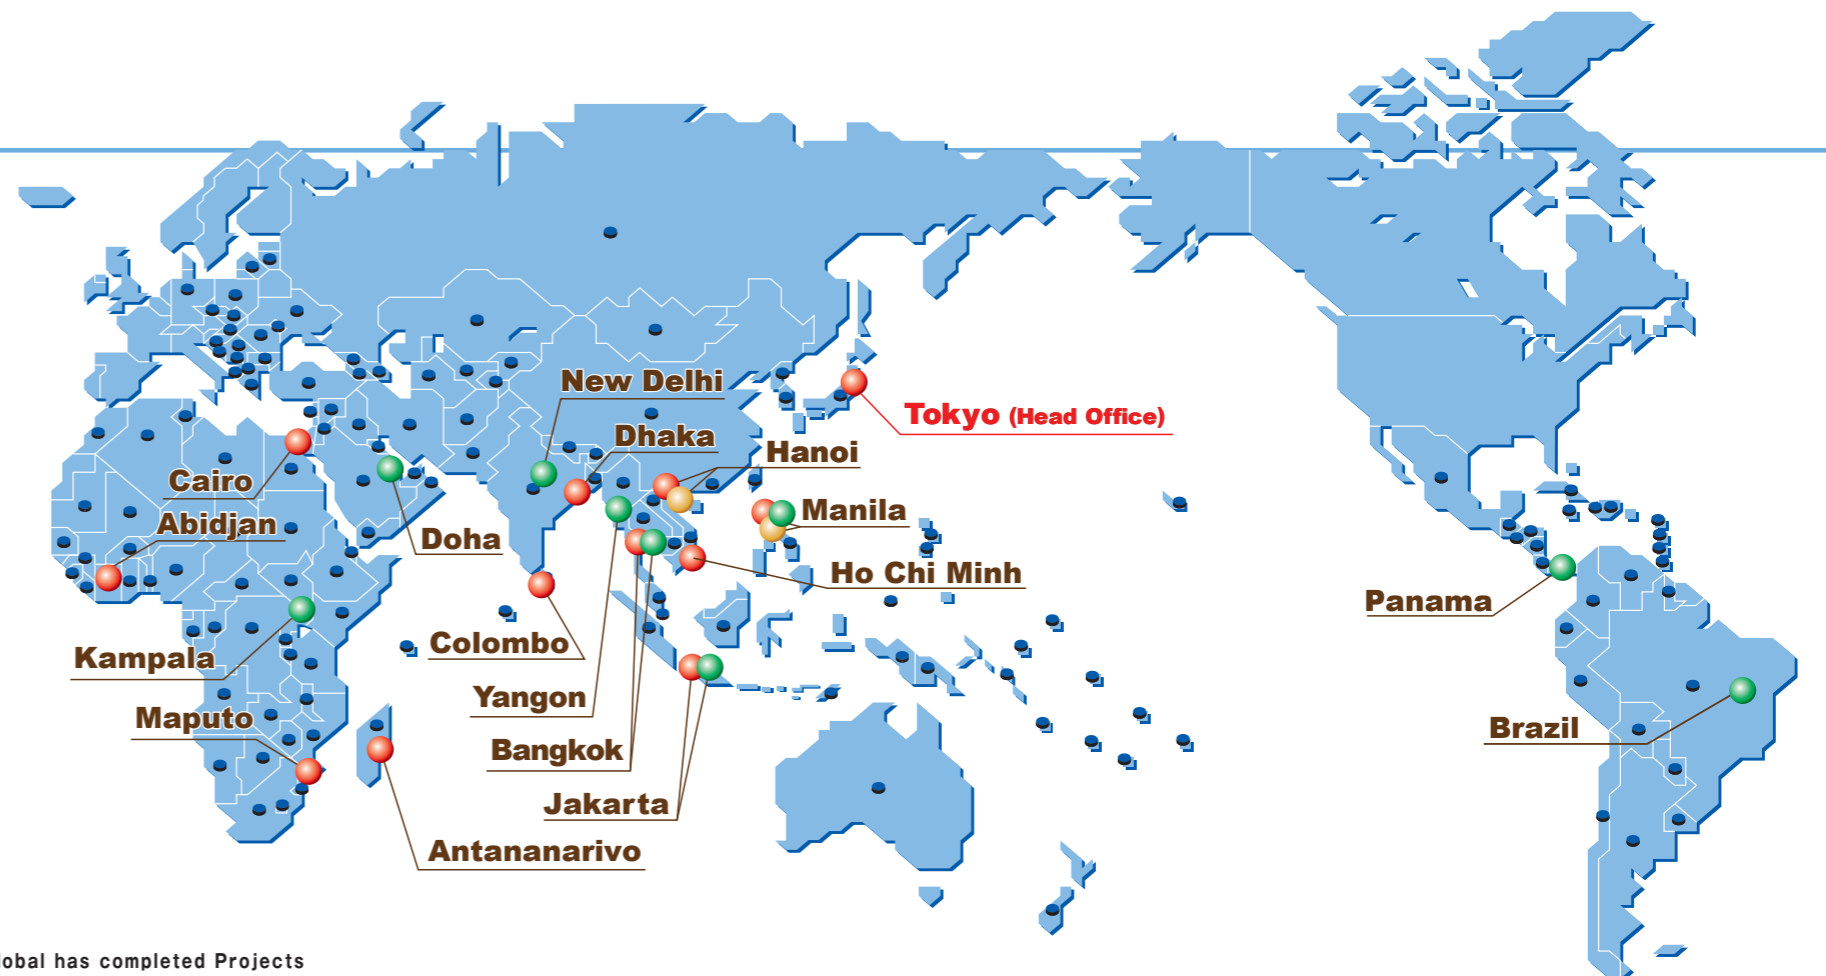 New Delhi
Tokyo (Head Office)
Dhaka
Hanoi
Cairo
Manila
Abidjan
Doha
Ho Chi Minh
Panama
Colombo
Kampala
Yangon
Maputo
Brazil
Bangkok
Jakarta
Antananarivo
has completed Projects